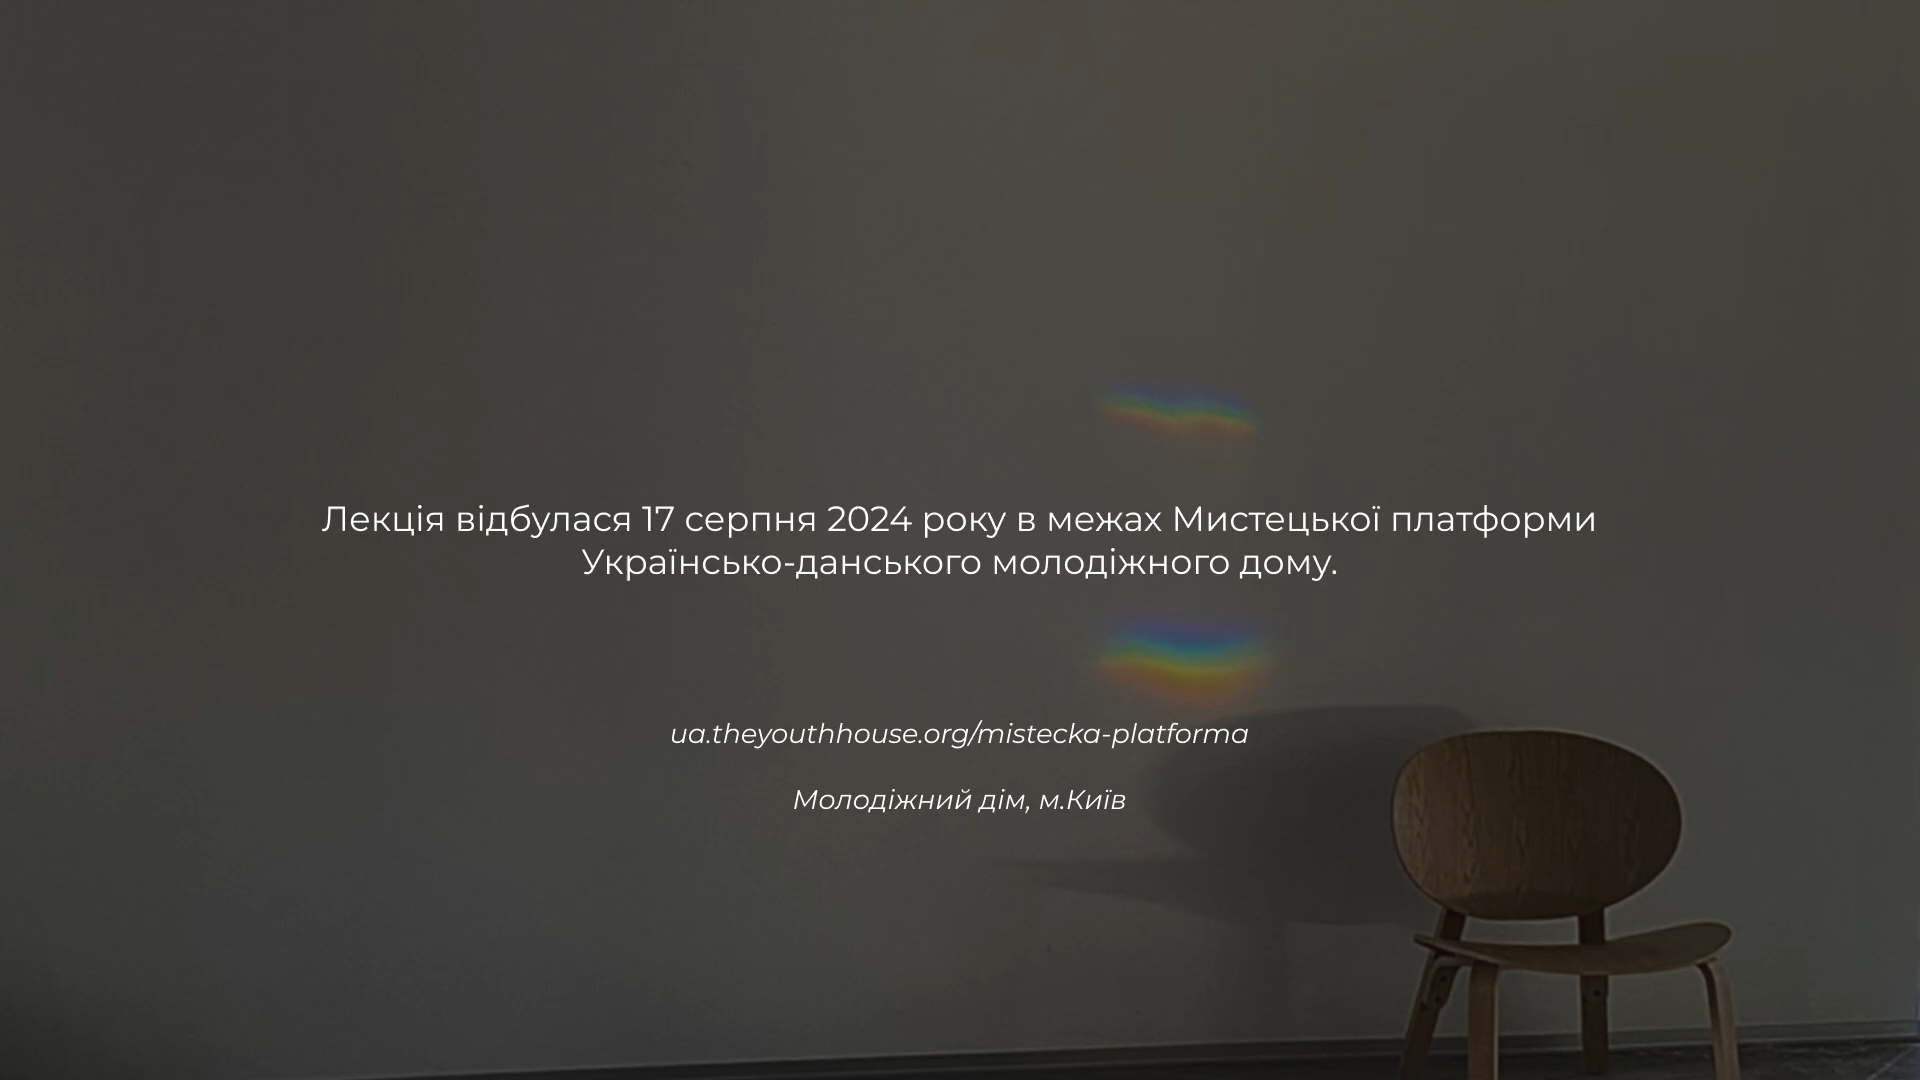 Лекція відбулася 17 серпня 2024 року в межах Мистецької платформи
Українсько-данського молодіжного дому.
ua.theyouthhouse.org/mistecka-platforma
Молодіжний дім, м.Київ